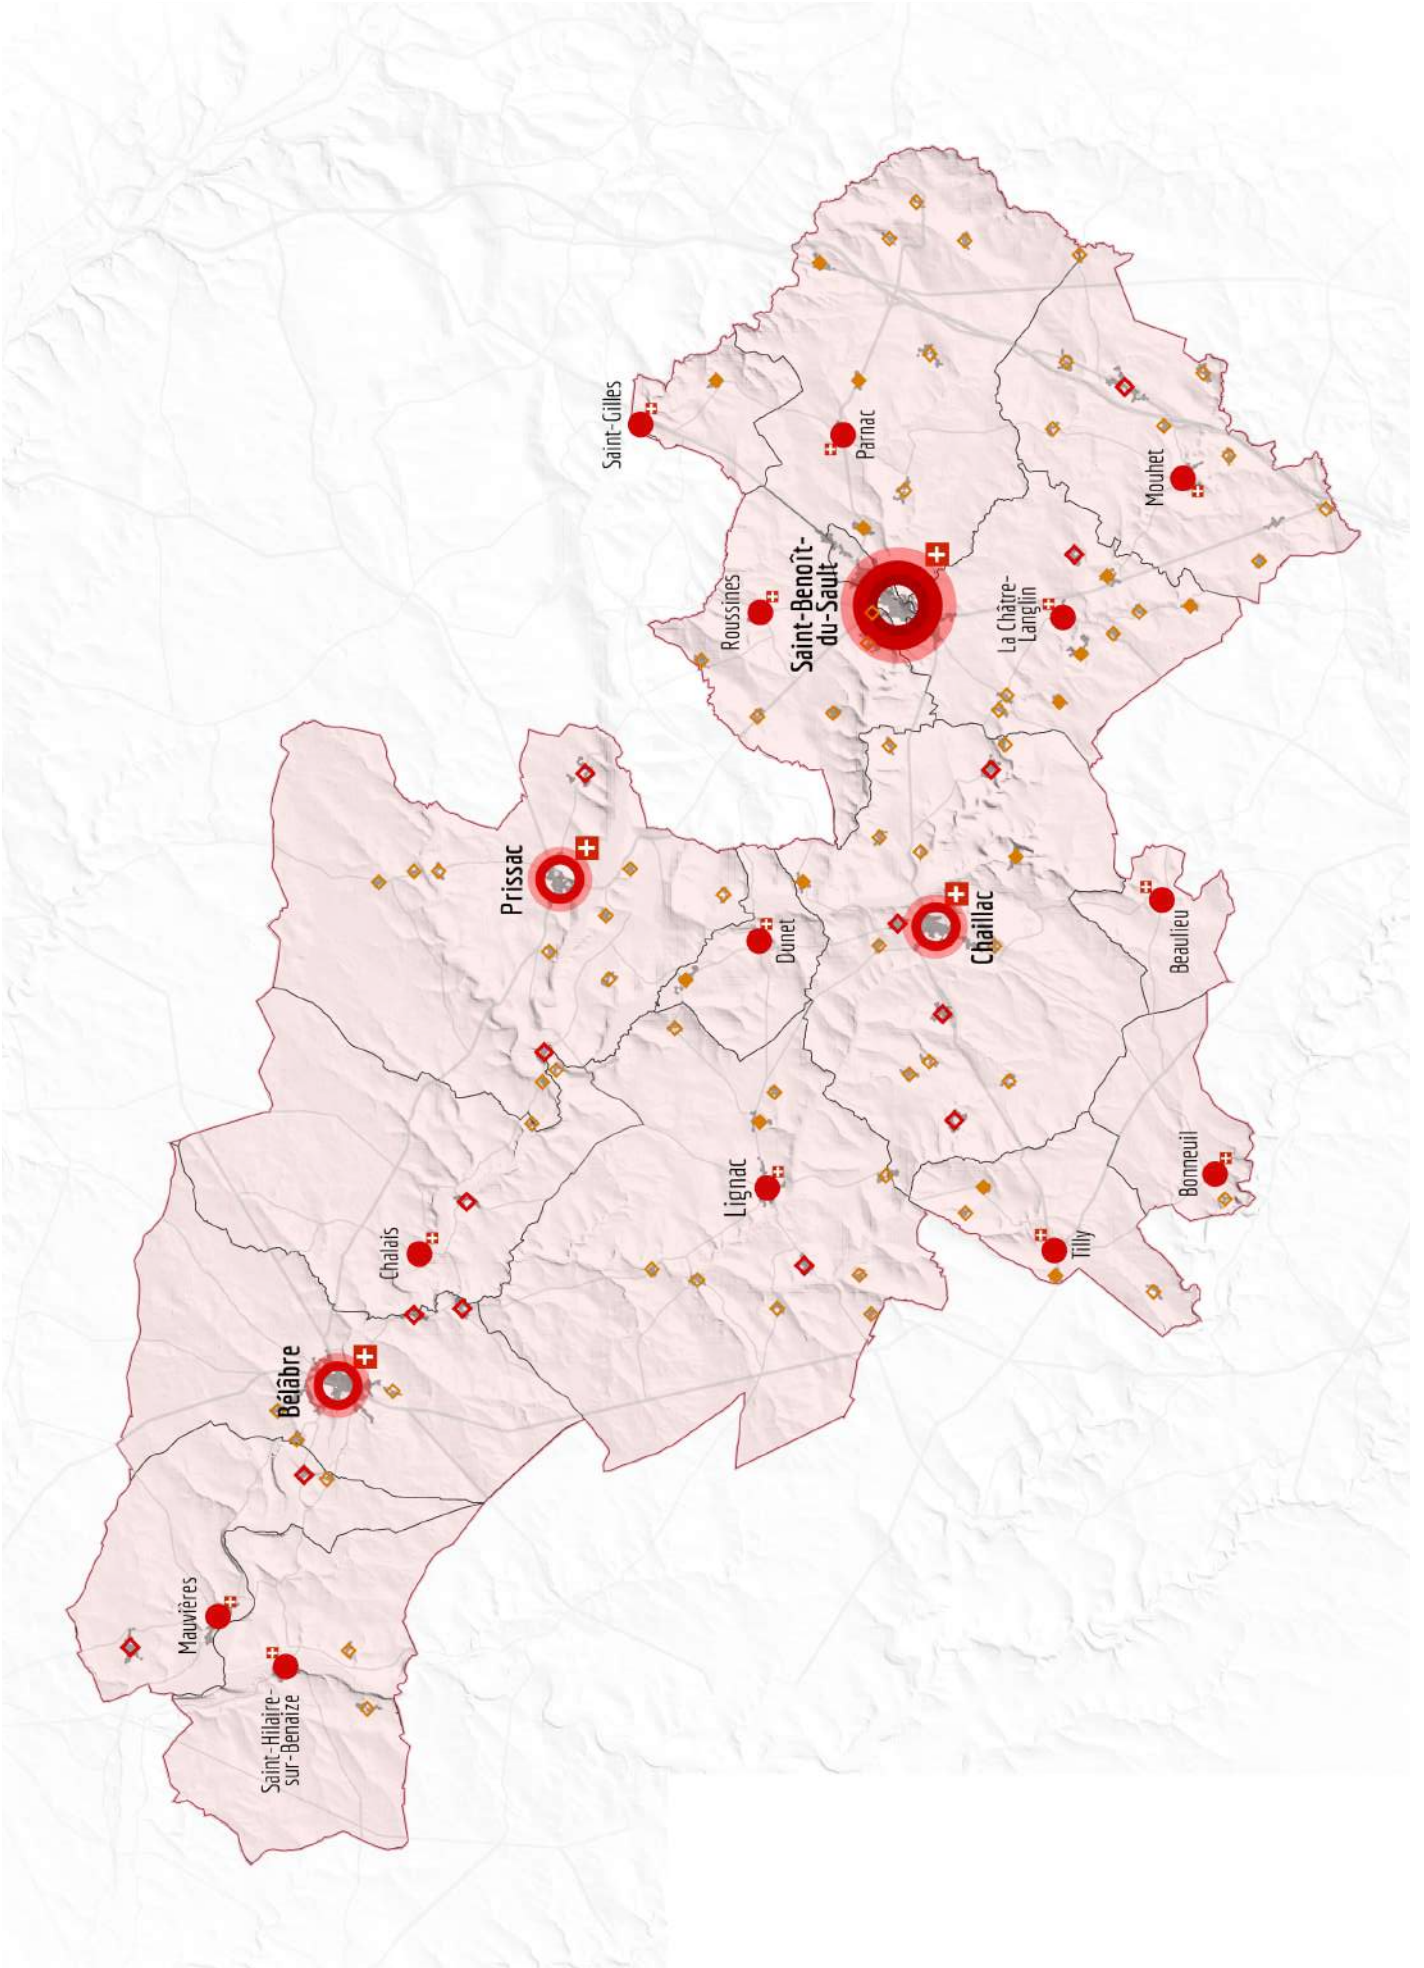 Saint-Hilaire-
sur-Benaize
Mauvières
Bélâbre
Chalais
Lignac
Tilly
Bonneuil
Prissac
Dunet
Chaillac
Beaulieu
Roussines
Saint-Benoît-
du-Sault
La Châtre-
Langlin
Saint-Gilles
Parnac
Mouhet